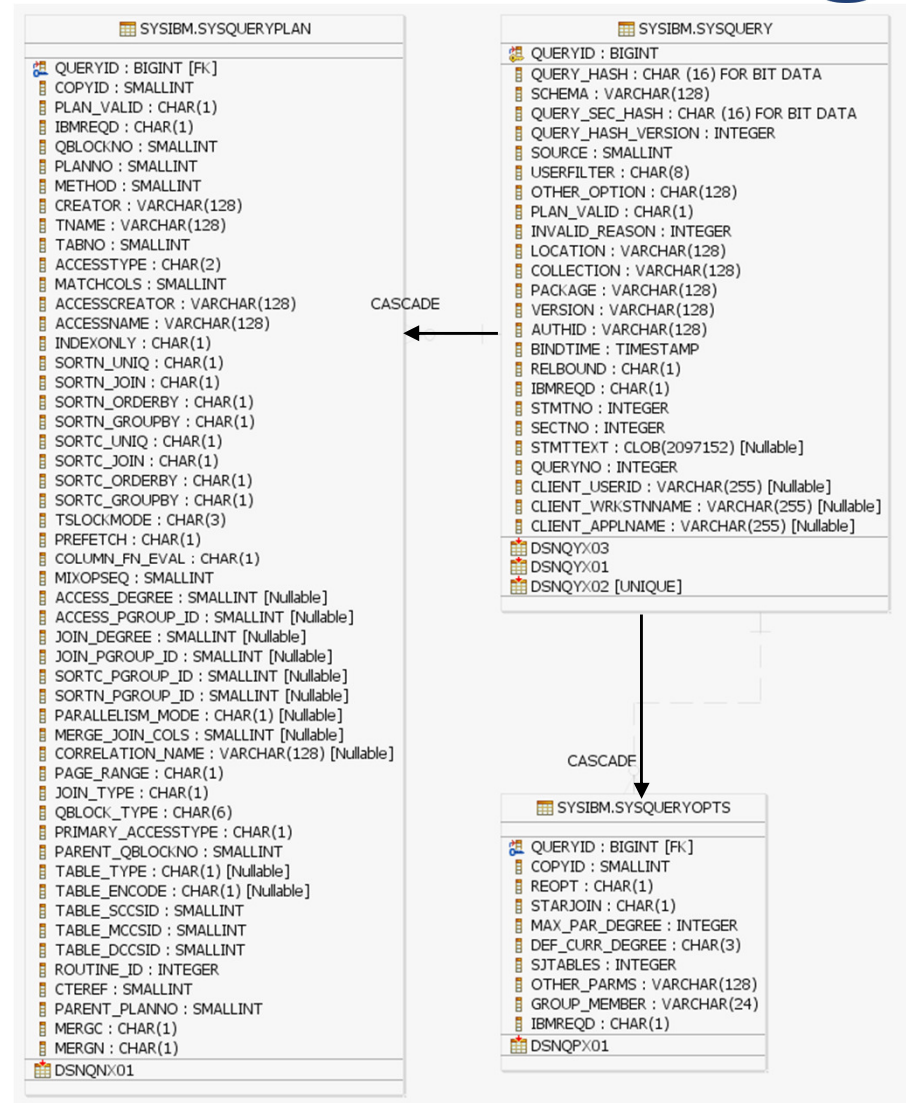 SYSIBM.SYSQUERYPLAN
QUERYID : BIGINT [FK]
COPYID : SMALLINT
PLAN_VALID : CHAR(1)
IBMREQD : CHAR(1)
QBLOCKNO : SMALLINT
PLANNO : SMALLINT
METHOD : SMALLINT
CREATOR : VARCHAR(128)
TNAME : VARCHAR(128)
TABNO : SMALLINT
ACCESSTYPE : CHAR(2)
MATCHCOLS : SMALLINT
ACCESSCREATOR : VARCHAR(128)
ACCESSNAME : VARCHAR(128)
INDEXONLY : CHAR(1)
SORTN_UNIQ : CHAR(1)
SORTN_JOIN : CHAR(1)
SORTN_ORDERBY : CHAR(1)
SORTN_GROUPBY : CHAR(1)
SORTC_UNIQ : CHAR(1)
SORTC_JOIN : CHAR(1)
SORTC_ORDERBY : CHAR(1)
SORTC_GROUPBY : CHAR(1)
TSLOCKMODE : CHAR(3)
PREFETCH : CHAR(1)
COLUMN_FN_EVAL : CHAR(1)
MIXOPSEQ : SMALLINT
ACCESS_DEGREE : SMALLINT [Nullable]
ACCESS_PGROUP_ID : SMALLINT [Nullable]
JOIN_DEGREE : SMALLINT [Nullable]
JOIN_PGROUP_ID : SMALLINT [Nullable]
SORTC_PGROUP_ID : SMALLINT [Nullable]
SORTN_PGROUP_ID : SMALLINT [Nullable]
PARALLELISM_MODE : CHAR(1) [Nullable]
MERGE_JOIN_COLS : SMALLINT [Nullable]
CORRELATION_NAME : VARCHAR(128) [Nullable]
PAGE_RANGE : CHAR(1)
JOIN_TYPE : CHAR(1)
QBLOCK_TYPE : CHAR(6)
PRIMARY_ACCESSTYPE : CHAR(1)
PARENT_QBLOCKNO : SMALLINT
TABLE_TYPE : CHAR(1) [Nullable]
TABLE_ENCODE : CHAR(1) [Nullable]
TABLE_SCCSID : SMALLINT
TABLE_MCCSID : SMALLINT
TABLE_DCCSID : SMALLINT
ROUTINE_ID : INTEGER
CTEREF : SMALLINT
PARENT_PLANNO : SMALLINT
MERGC : CHAR(1)
MERGN : CHAR(1)
DSNQNX01
CASCADE
SYSIBM.SYSQUERY
QUERYID : BIGINT
QUERY_HASH : CHAR (16) FOR BIT DATA
SCHEMA : VARCHAR(128)
QUERY_SEC_HASH : CHAR (16) FOR BIT DATA
QUERY_HASH_VERSION : INTEGER
SOURCE : SMALLINT
USERFILTER : CHAR(8)
OTHER_OPTION : CHAR(128)
PLAN_VALID : CHAR(1)
INVALID_REASON : INTEGER
LOCATION : VARCHAR(128)
COLLECTION : VARCHAR(128)
PACKAGE : VARCHAR(128)
VERSION : VARCHAR(128)
AUTHID : VARCHAR(128)
BINDTIME : TIMESTAMP
RELBOUND : CHAR(1)
IBMREQD : CHAR(1)
STMTNO : INTEGER
SECTNO : INTEGER
STMTTEXT : CLOB(2097152) [Nullable]
QUERYNO : INTEGER
CLIENT_USERID : VARCHAR(255) [Nullable]
CLIENT_WRKSTNNAME : VARCHAR(255) [Nullable]
CLIENT_APPLNAME : VARCHAR(255) [Nullable]
DSNQYX03
DSNQYX01
DSNQYX02 [UNIQUE]
CASCADE
SYSIBM.SYSQUERYOPTS
QUERYID : BIGINT [FK]
COPYID : SMALLINT
REOPT : CHAR(1)
STARJOIN : CHAR(1)
MAX_PAR_DEGREE : INTEGER
DEF_CURR_DEGREE : CHAR(3)
SJTABLES : INTEGER
OTHER_PARMS : VARCHAR(128)
GROUP_MEMBER : VARCHAR(24)
IBMREQD : CHAR(1)
DSNQPX01